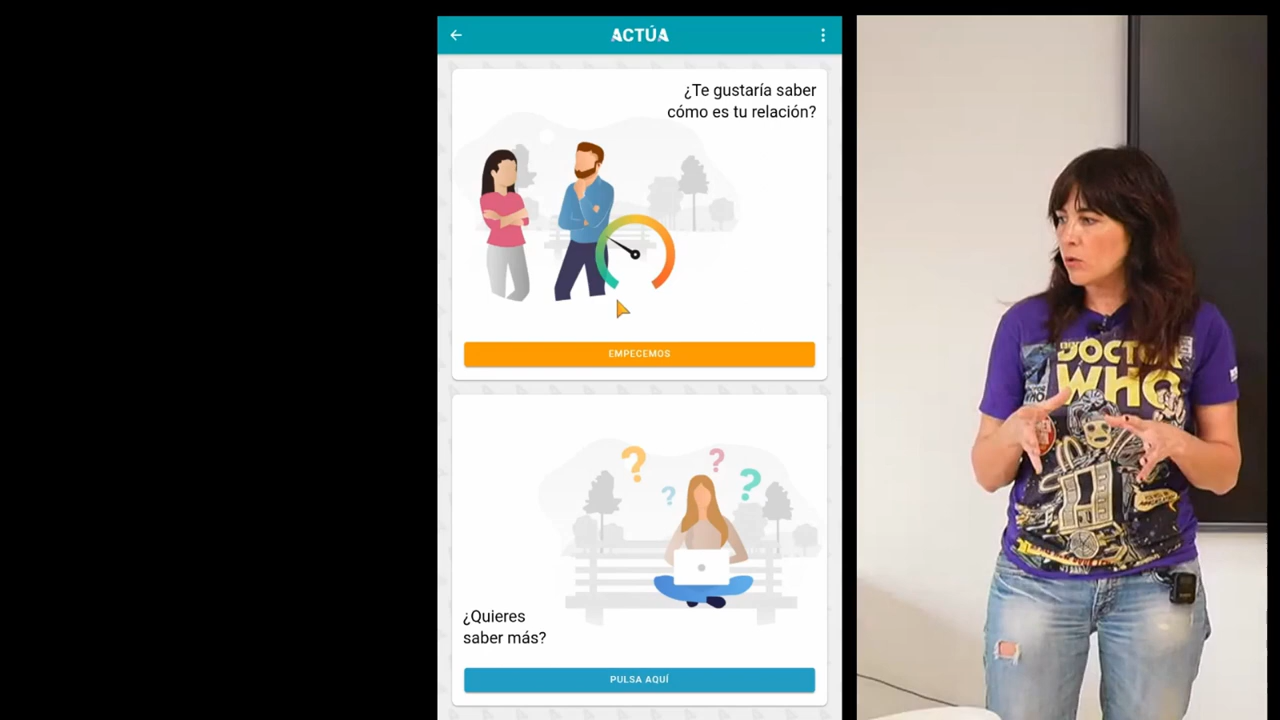 ACTÚA
¿Te gustaría saber
cómo es tu relación?
EMPECEMOS
¿Quieres
saber más?
PULSA AQUÍ
DOCTOR
WHO